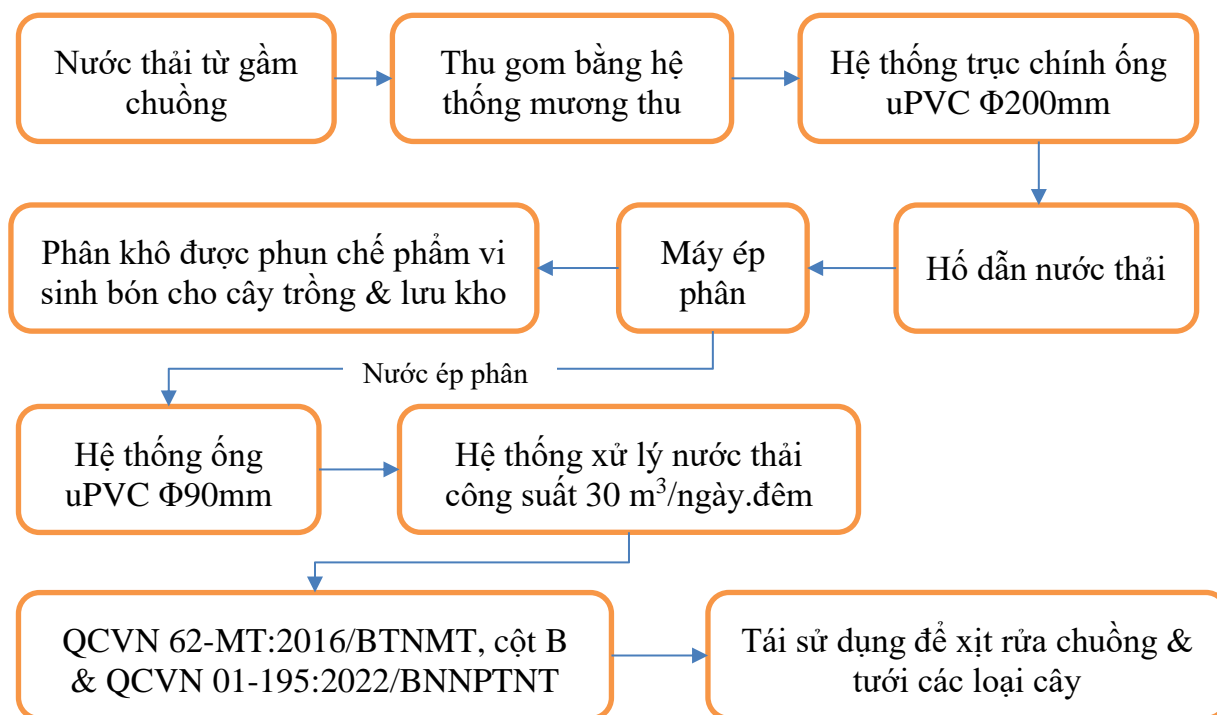 Nước thải từ gầm
chuồng
Thu gom bằng hệ
thống mương thu
Hệ thống trục chính ống
uPVC Φ200mm
Hố dẫn nước thải
Máy ép
phân
Phân khô được phun chế phẩm vi
sinh bón cho cây trồng & lưu kho
Nước ép phân
Hệ thống ống
uPVC Φ90mm
Hệ thống xử lý nước thải
công suất 30 m³/ngày.đêm
QCVN 62-MT:2016/BTNMT, cột B
& QCVN 01-195:2022/BNNPTNT
Tái sử dụng để xịt rửa chuồng &
tưới các loại cây